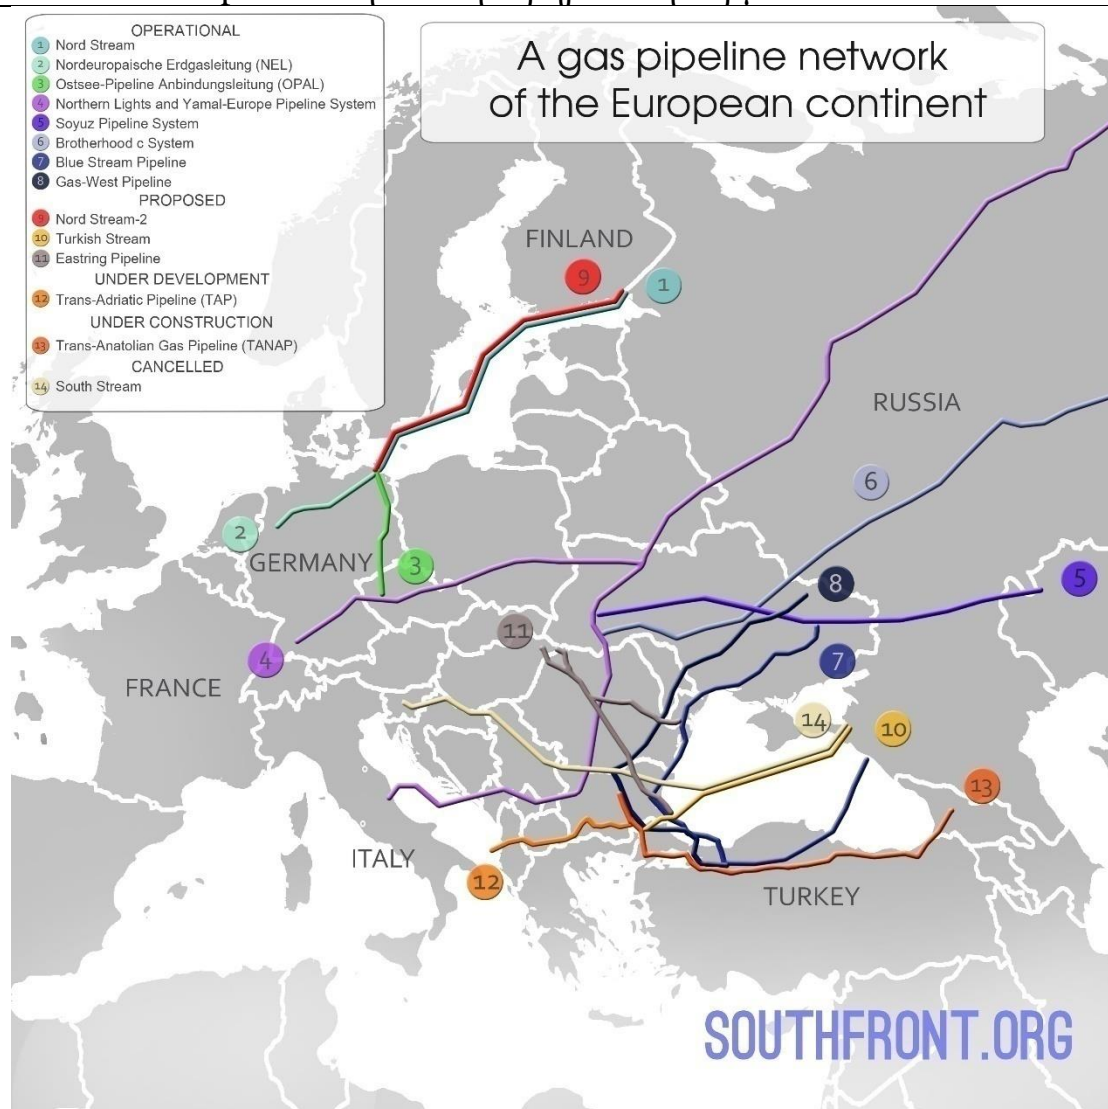 OPERATIONAL
1 Nord Stream
2 Nordeuropaische Erdgasleitung (NEL)
3 Ostsee-Pipeline Anbindungsleitung (OPAL)
4 Northern Lights and Yamal-Europe Pipeline System
5 Soyuz Pipeline System
6 Brotherhood c System
7 Blue Stream Pipeline
8 Gas-West Pipeline
PROPOSED
9 Nord Stream-2
10 Turkish Stream
11 Eastring Pipeline
UNDER DEVELOPMENT
12 Trans-Adriatic Pipeline (TAP)
UNDER CONSTRUCTION
13 Trans-Anatolian Gas Pipeline (TANAP)
CANCELLED
14 South Stream
A gas pipeline network
of the European continent
FINLAND
9
1
RUSSIA
6
2
GERMANY
3
8
5
11
4
7
FRANCE
14
10
13
ITALY
12
TURKEY
SOUTHFRONT.ORG